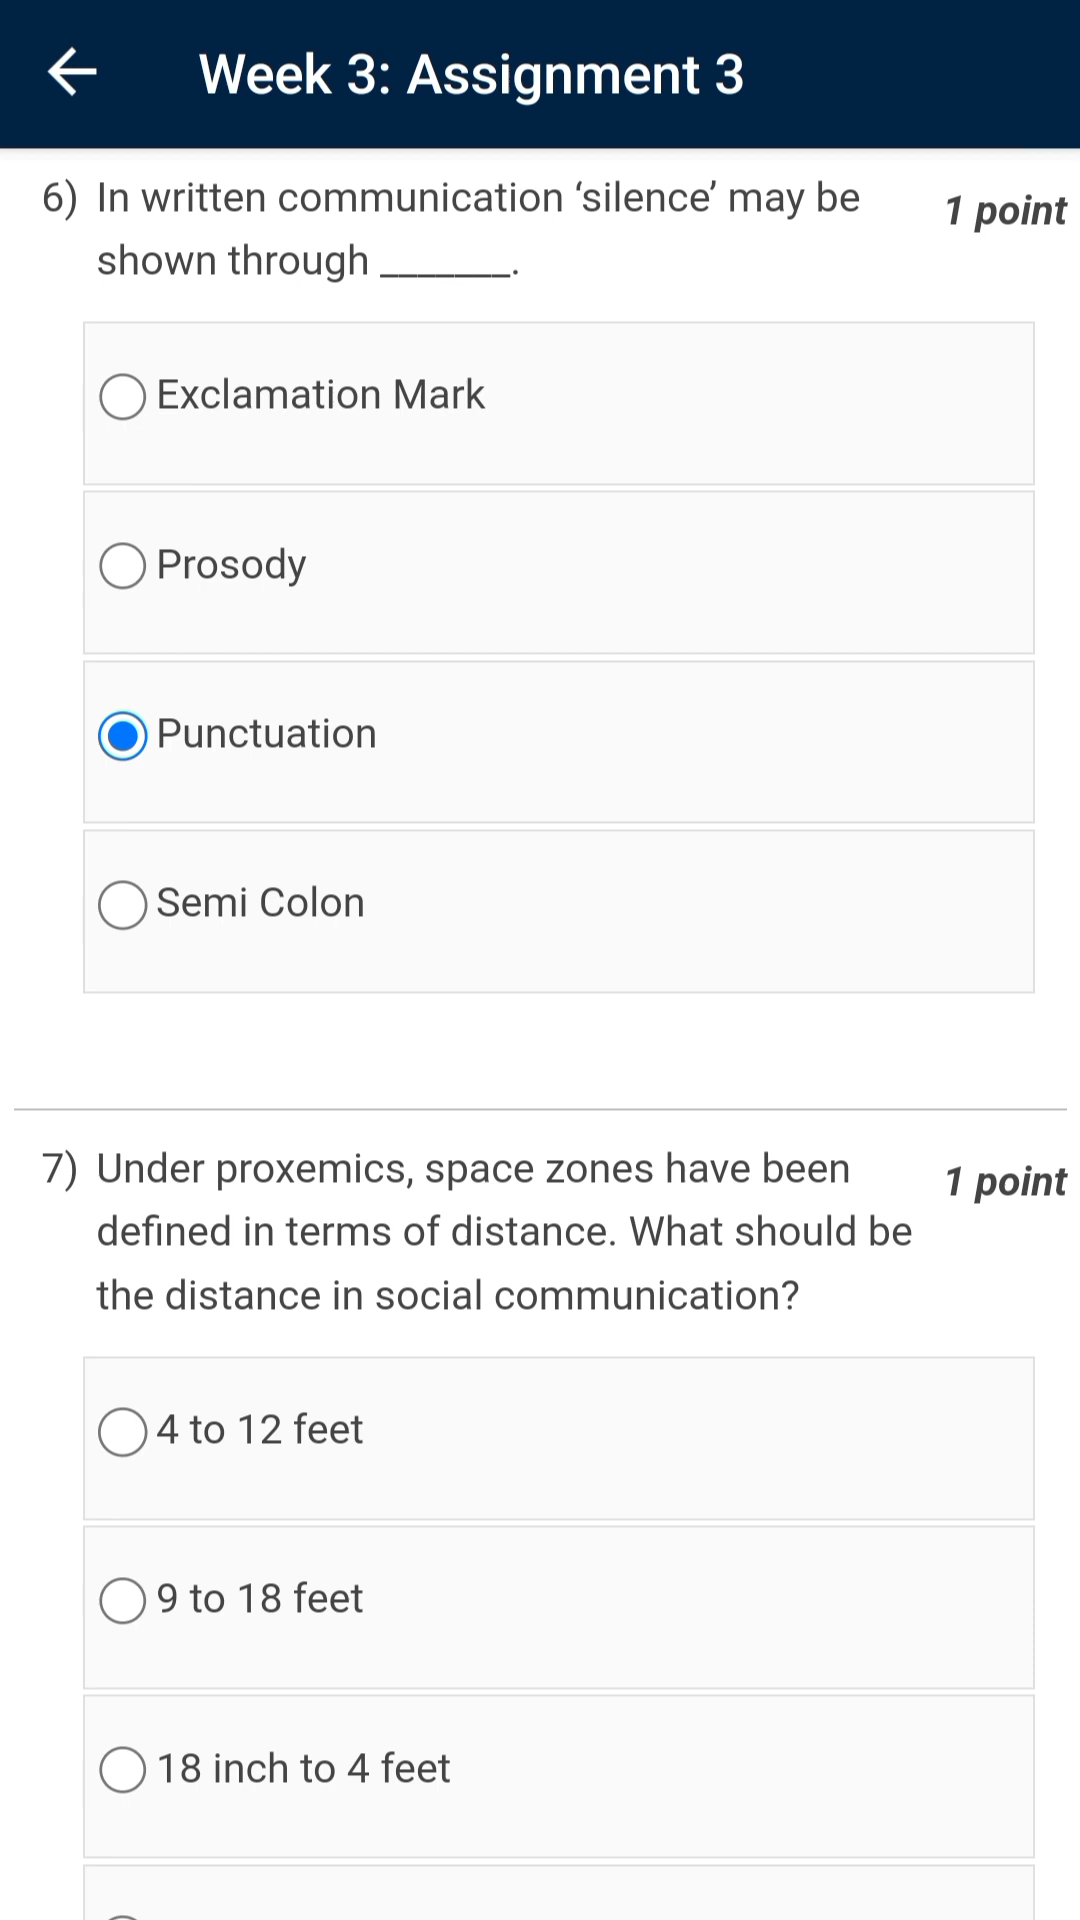 Week 3: Assignment 3
6) In written communication ‘silence’ may be
1 point
shown through _______.
Exclamation Mark
Prosody
Punctuation
Semi Colon
7) Under proxemics, space zones have been
1 point
defined in terms of distance. What should be
the distance in social communication?
4 to 12 feet
9 to 18 feet
18 inch to 4 feet